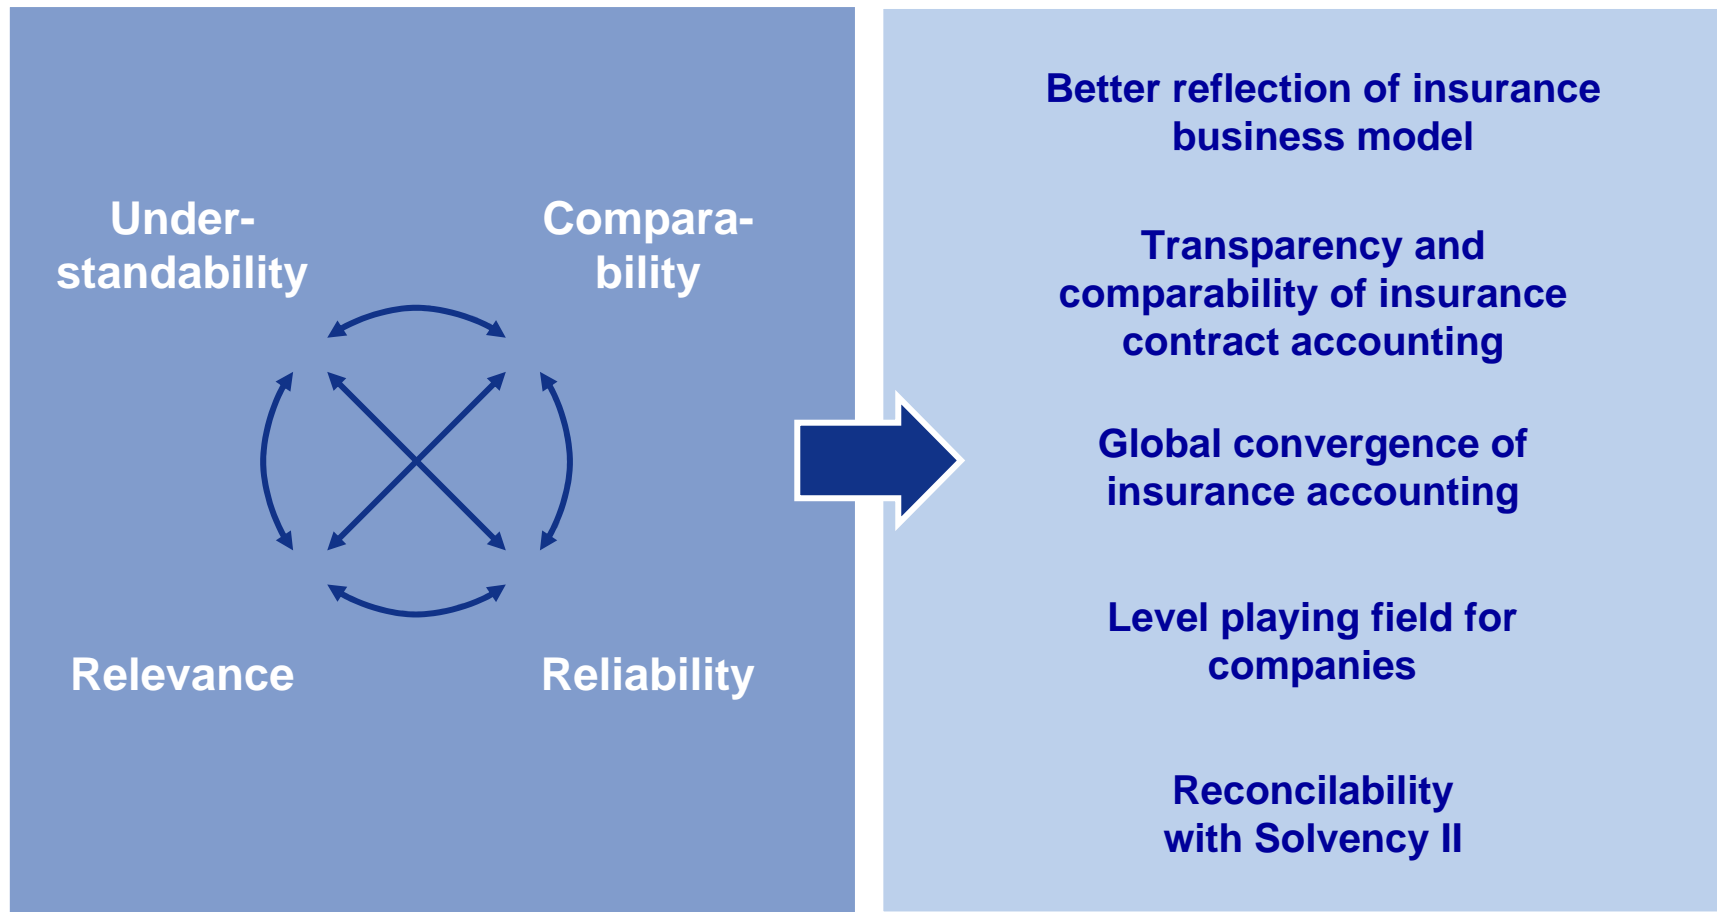 Under-
standability
Compara-
bility
Relevance
Reliability
Better reflection of insurance
business model
Transparency and
comparability of insurance
contract accounting
Global convergence of
insurance accounting
Level playing field for
companies
Reconcilability
with Solvency II